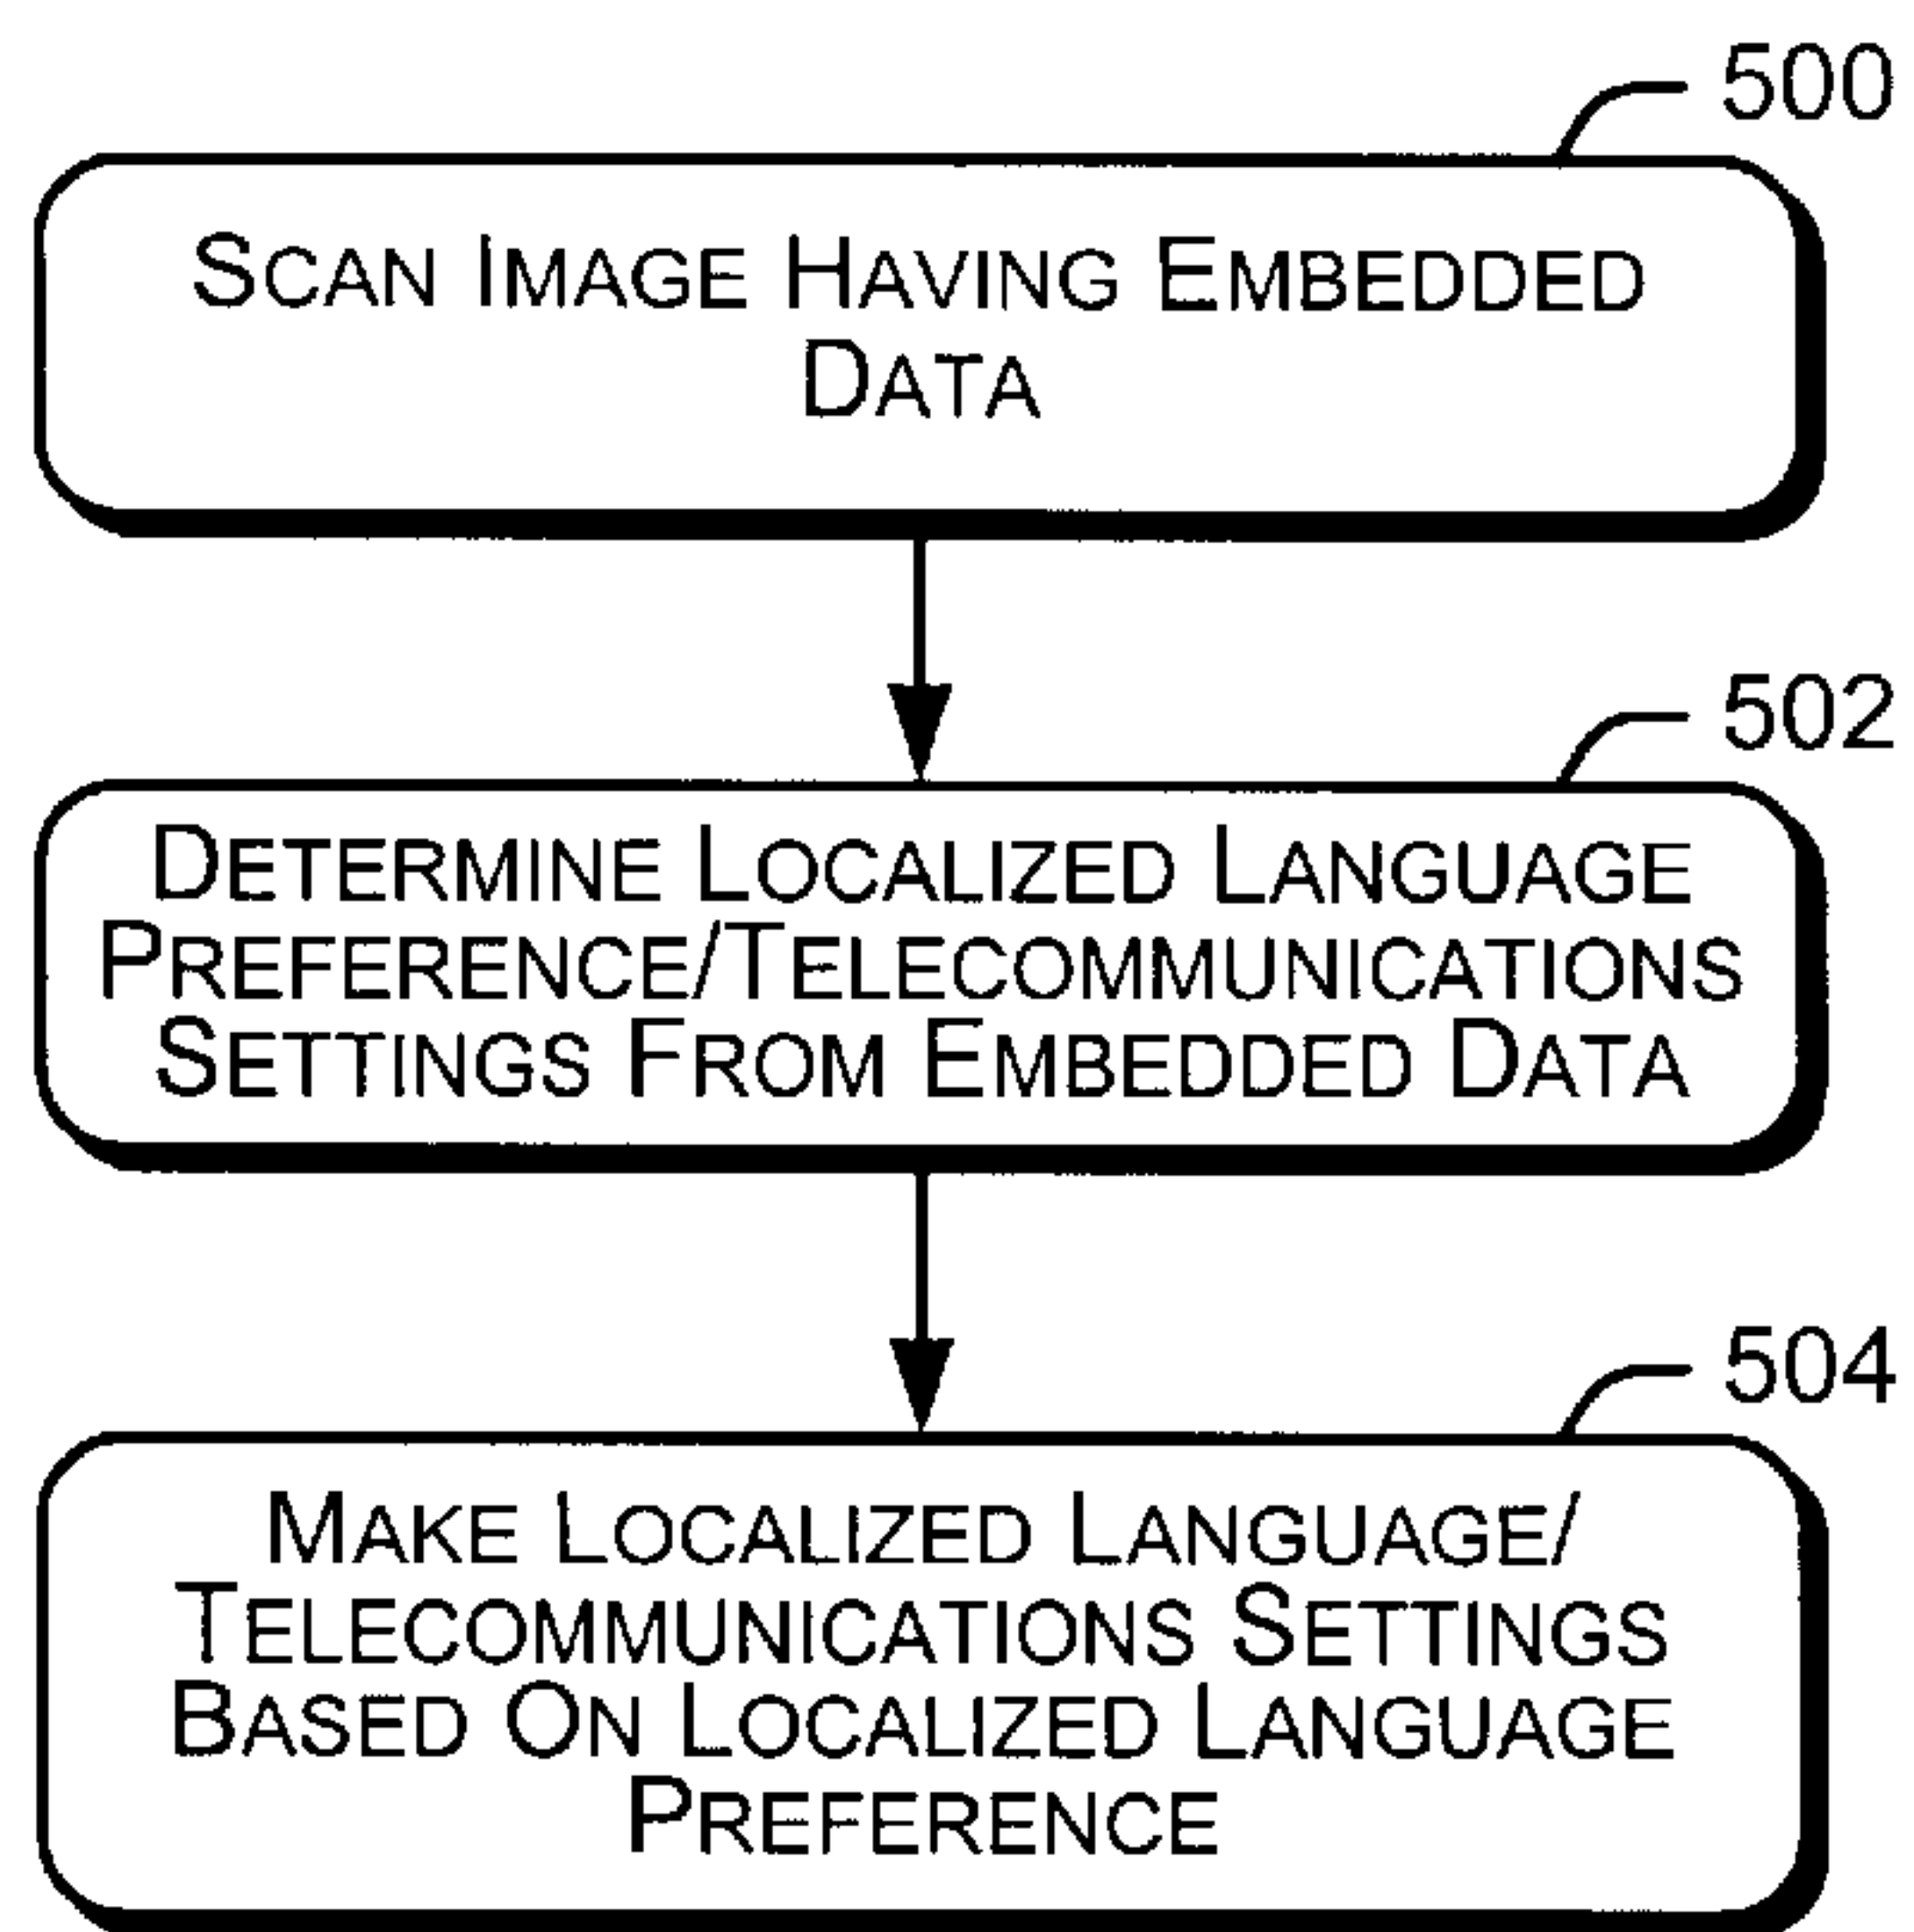 500
SCAN IMAGE HAVING EMBEDDED
DATA
502
DETERMINE LOCALIZED LANGUAGE
PREFERENCE/TELECOMMUNICATIONS
SETTINGS FROM EMBEDDED DATA
504
MAKE LOCALIZED LANGUAGE/
TELECOMMUNICATIONS SETTINGS
BASED ON LOCALIZED LANGUAGE
PREFERENCE